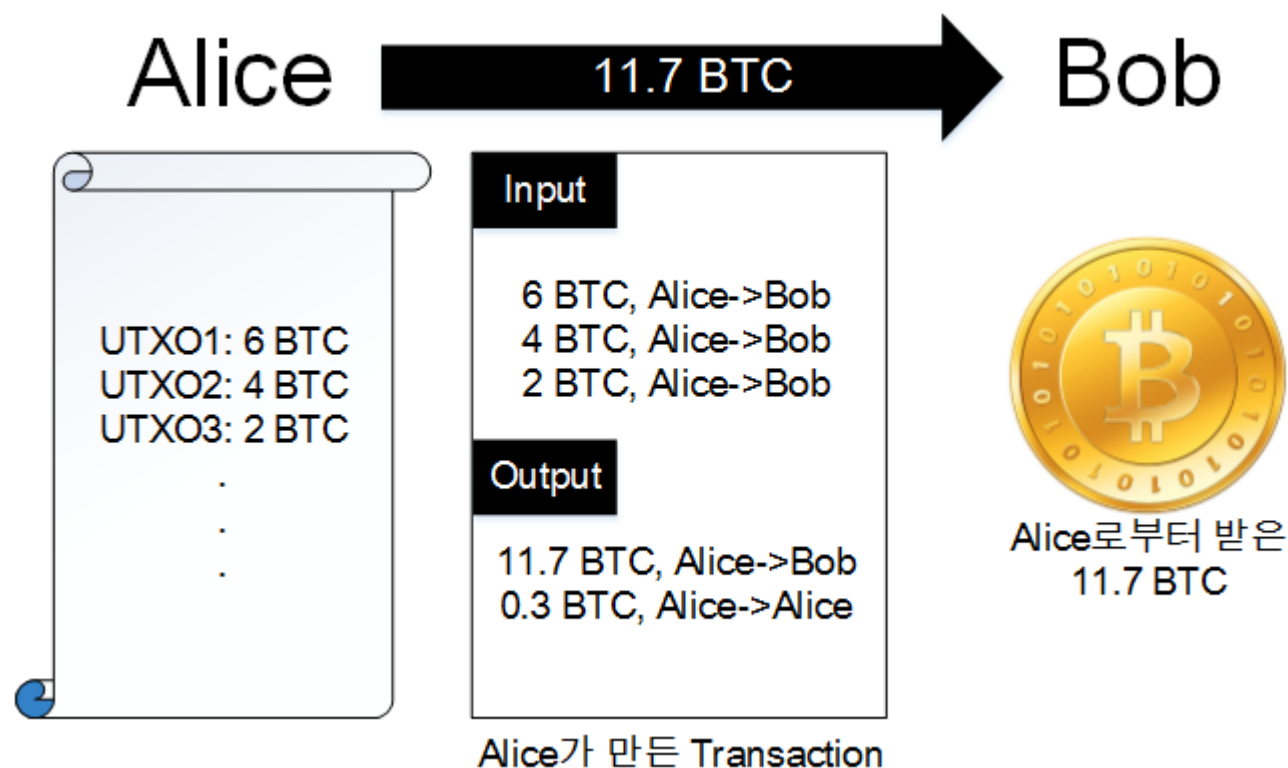 Alice
11.7 BTC
Bob
UTXO1: 6 BTC
UTXO2: 4 BTC
UTXO3: 2 BTC
.
.
.
Input
6 BTC, Alice->Bob
4 BTC, Alice->Bob
2 BTC, Alice->Bob
Output
11.7 BTC, Alice->Bob
0.3 BTC, Alice->Alice
Alice가 만든 Transaction
Alice로부터 받은
11.7 BTC